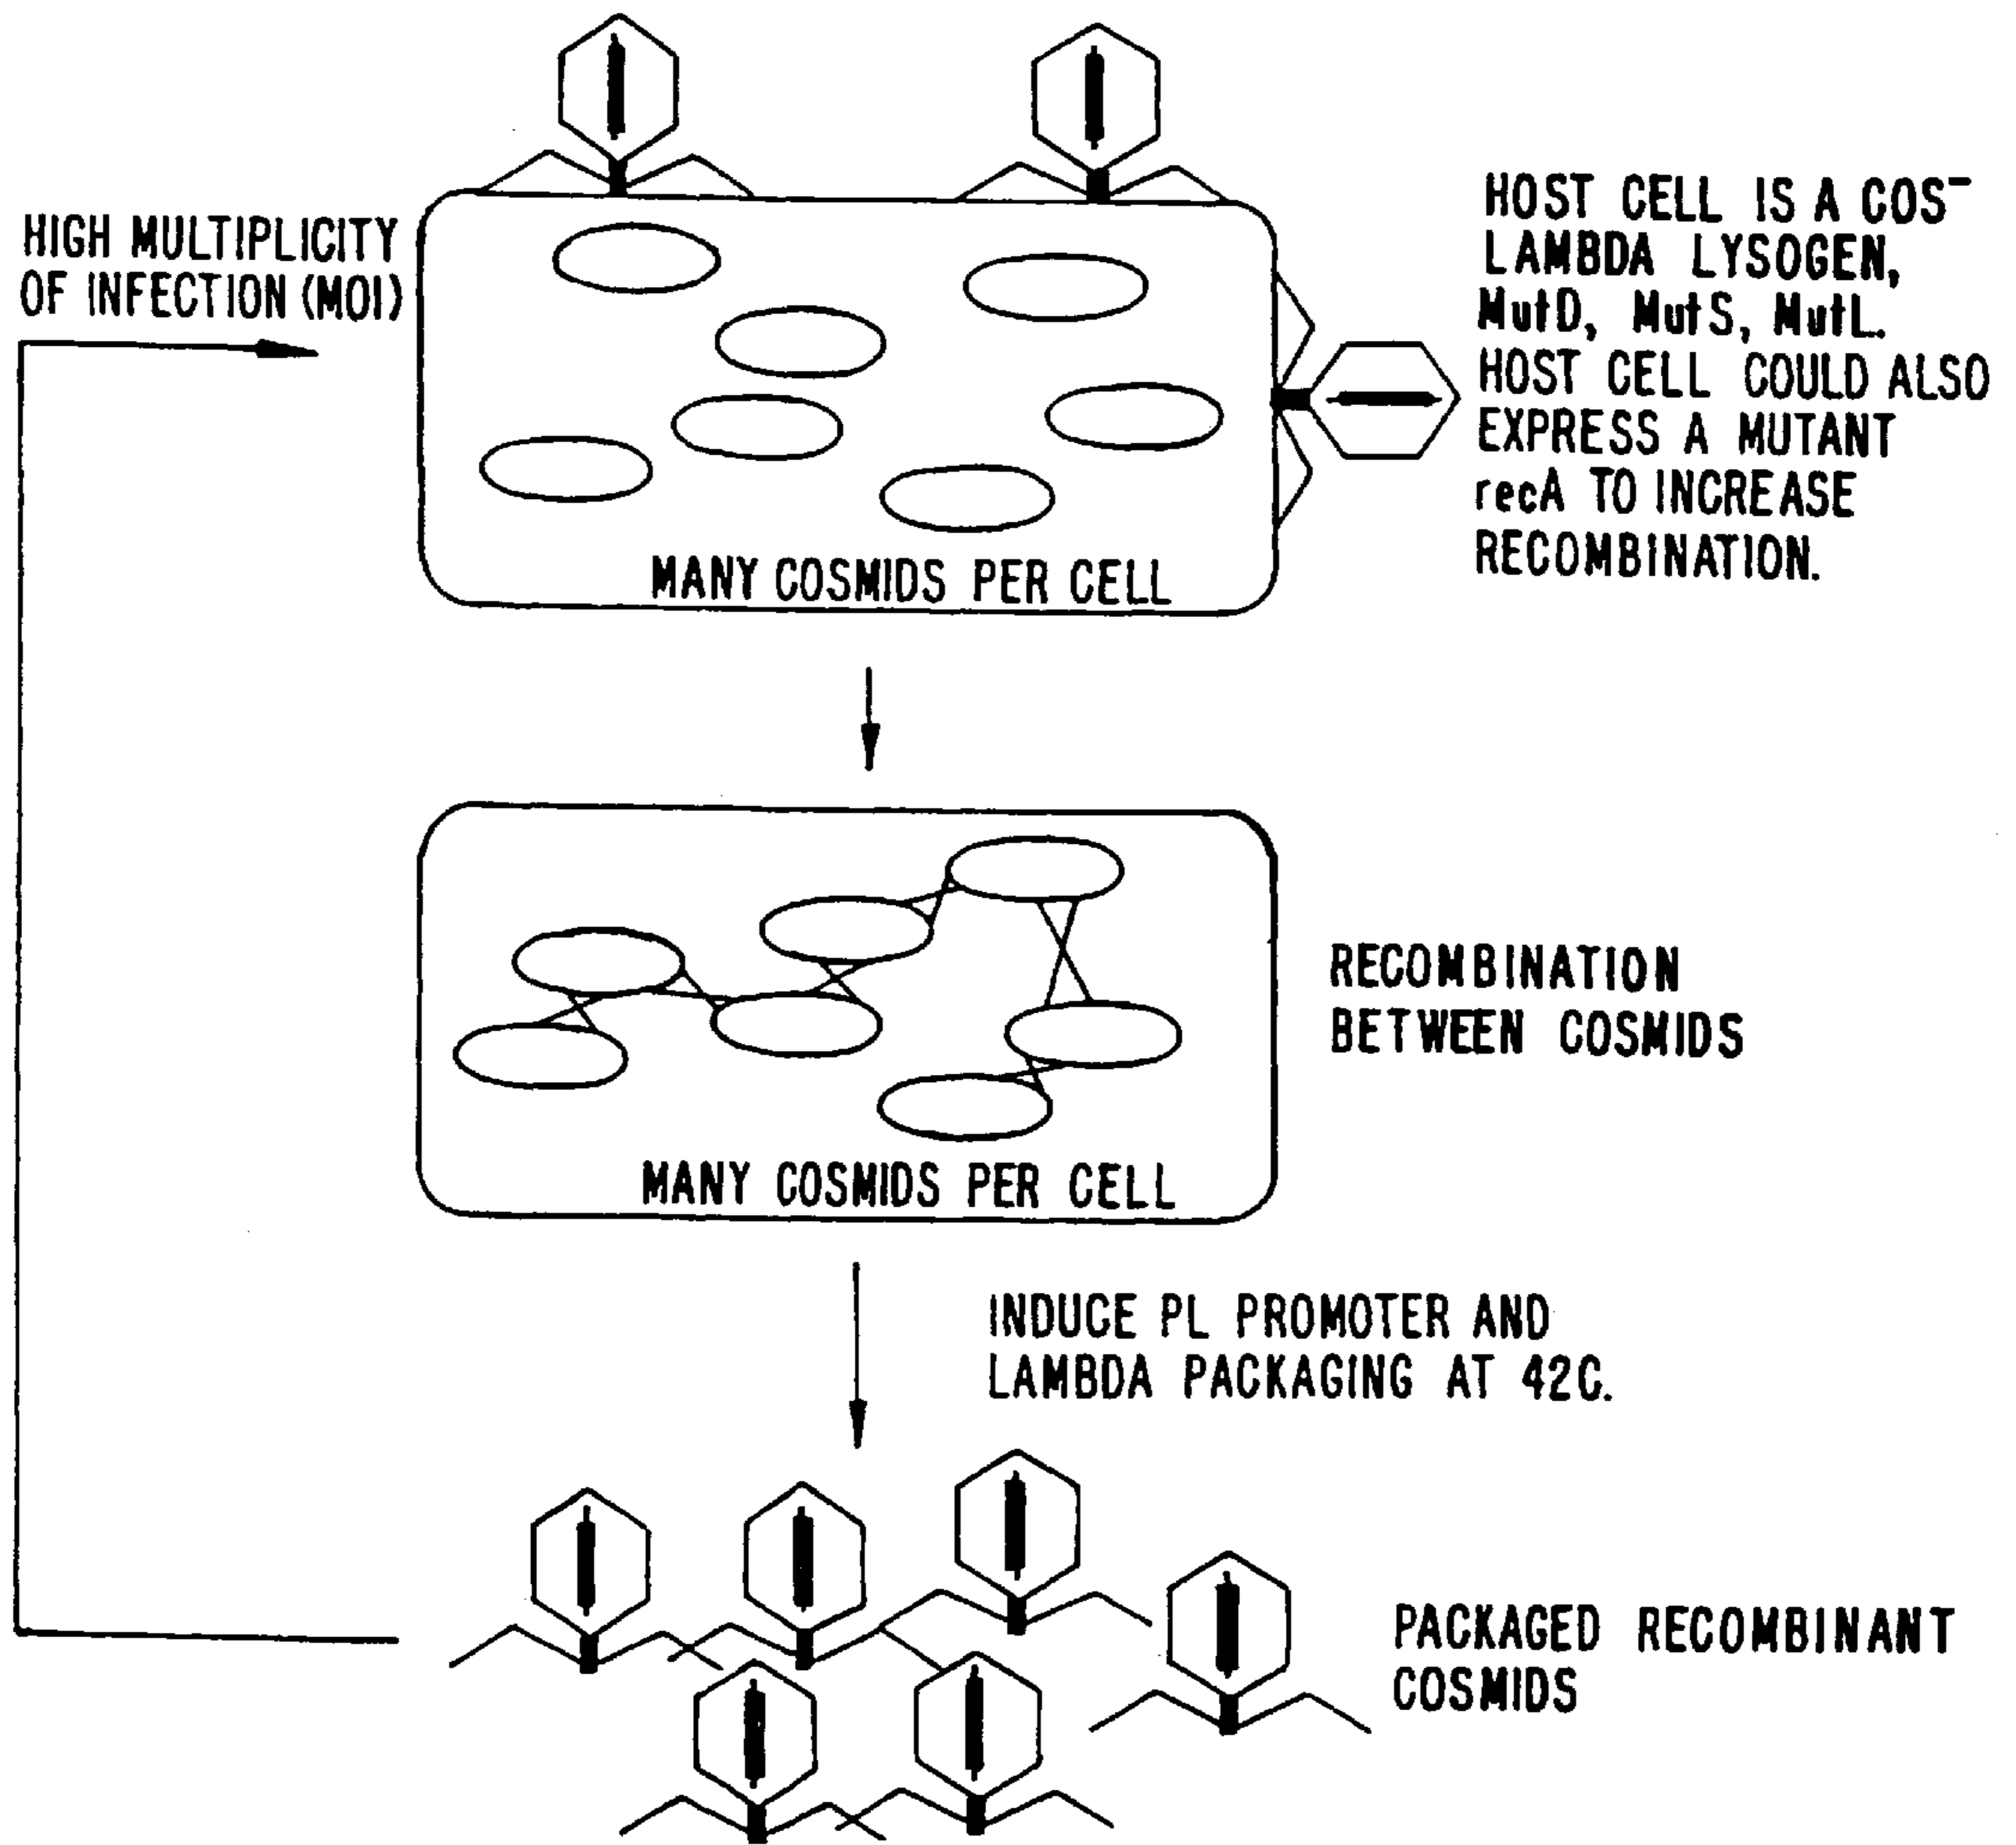 HIGH MULTIPLICITY
OF INFECTION (MOI)
HOST CELL IS A COS⁻
LAMBDA LYSOGEN,
MutD, MutS, MutL.
HOST CELL COULD ALSO
EXPRESS A MUTANT
recA TO INCREASE
RECOMBINATION.
MANY COSMIDS PER CELL
RECOMBINATION
BETWEEN COSMIDS
MANY COSMIDS PER CELL
INDUCE PL PROMOTER AND
LAMBDA PACKAGING AT 42C.
PACKAGED RECOMBINANT
COSMIDS